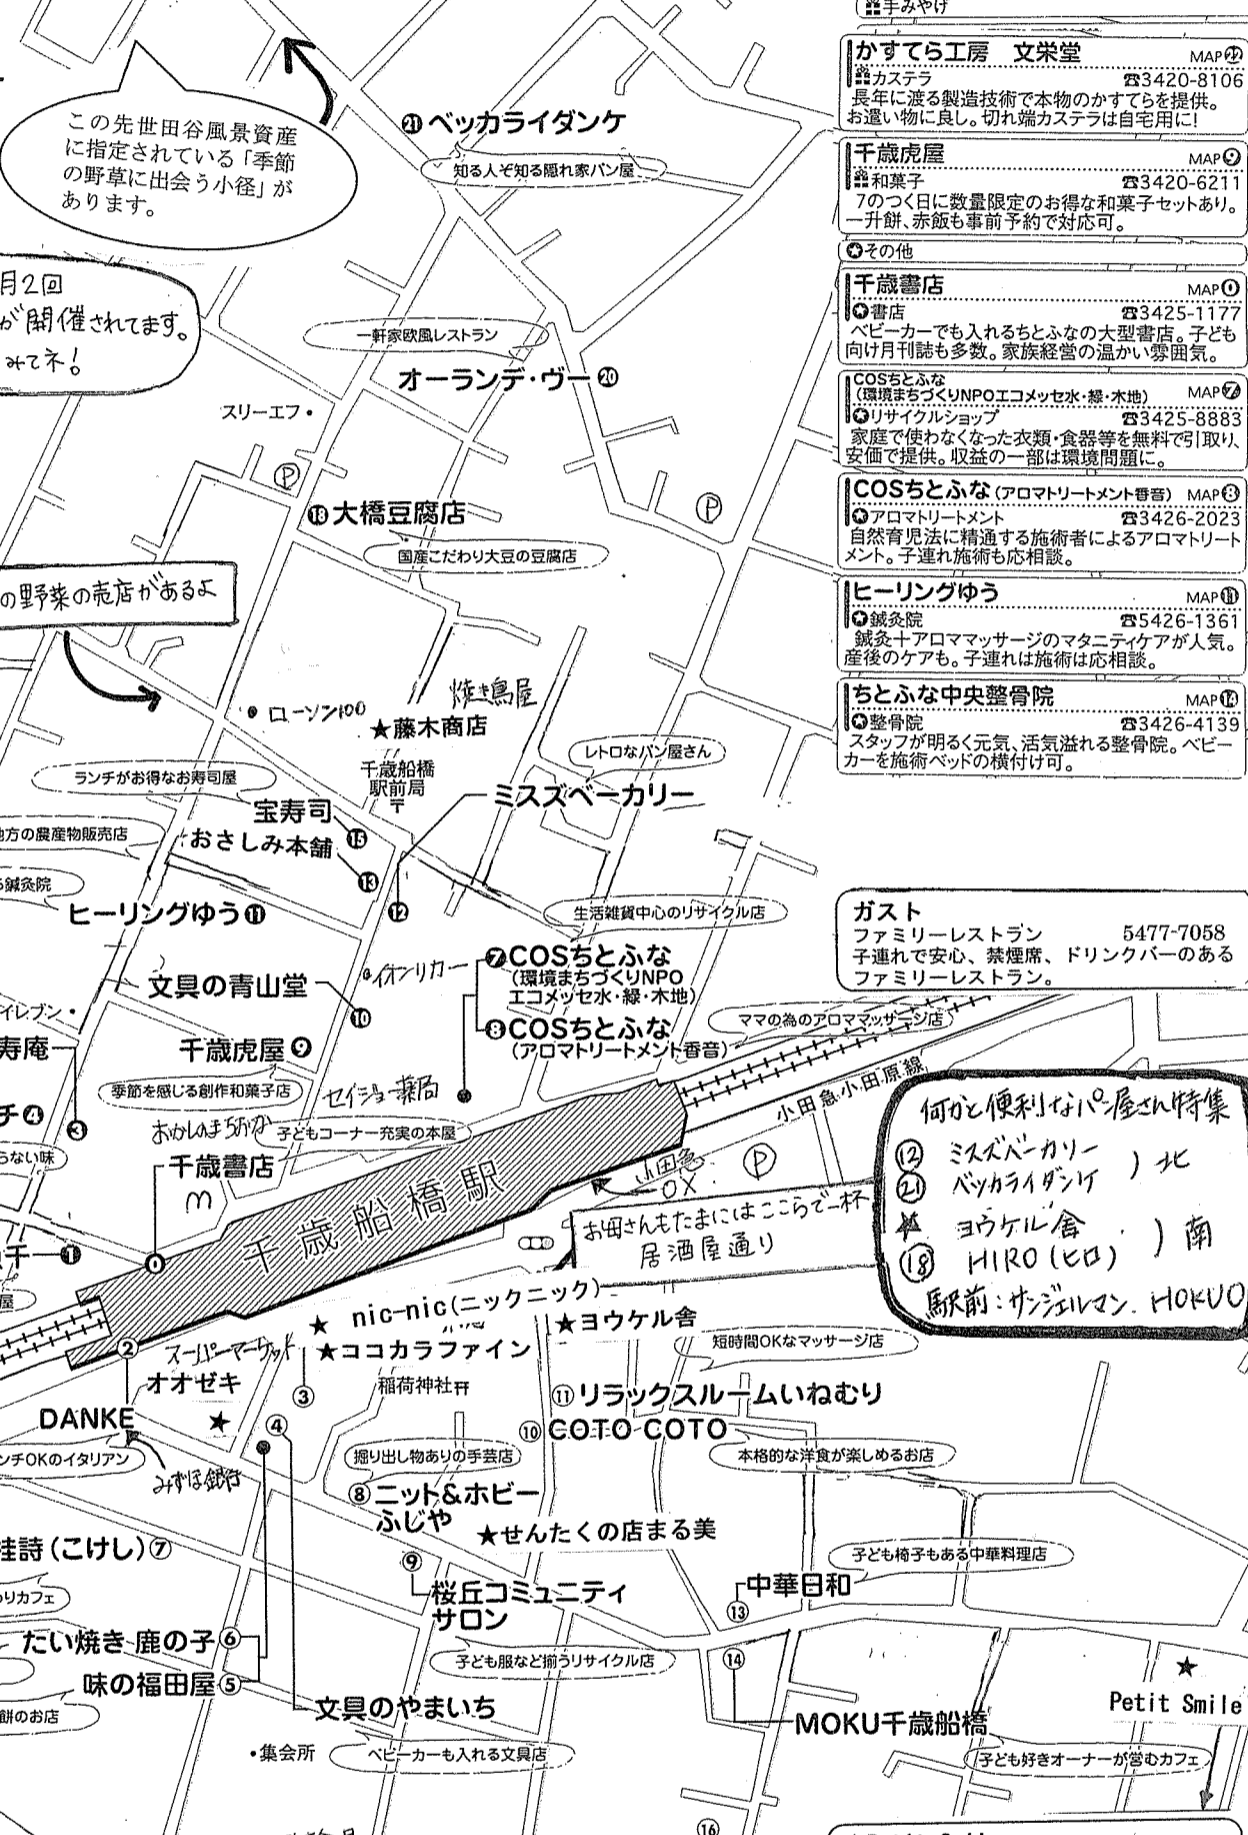 手みやげ
かすてら工房　文栄堂 MAP㉒
カステラ ☎3420-8106
長年に渡る製造技術で本物のかすてらを提供。
お遣い物に良し。切れ端カステラは自宅用に!
千歳虎屋 MAP❾
和菓子 ☎3420-6211
7のつく日に数量限定のお得な和菓子セットあり。
一升餅、赤飯も事前予約で対応可。
✪その他
千歳書店 MAP⓿
✪書店 ☎3425-1177
ベビーカーでも入れるちとふなの大型書店。子ども
向け月刊誌も多数。家族経営の温かい雰囲気。
COSちとふな
(環境まちづくりNPOエコメッセ水・緑・木地) MAP❼
✪リサイクルショップ ☎3425-8883
家庭で使わなくなった衣類・食器等を無料で引取り、
安価で提供。収益の一部は環境問題に。
COSちとふな(アロマトリートメント香音) MAP❽
✪アロマトリートメント ☎3426-2023
自然育児法に精通する施術者によるアロマトリート
メント。子連れ施術も応相談。
ヒーリングゆう MAP⓫
✪鍼灸院 ☎5426-1361
鍼灸＋アロママッサージのマタニティケアが人気。
産後のケアも。子連れは施術は応相談。
ちとふな中央整骨院 MAP
✪整骨院 ☎3426-4139
スタッフが明るく元気、活気溢れる整骨院。ベビー
カーを施術ベッドの横付け可。
ガスト
ファミリーレストラン 5477-7058
子連れで安心、禁煙席、ドリンクバーのある
ファミリーレストラン。
この先世田谷風景資産
に指定されている「季節
の野草に出会う小径」が
あります。
月2回
が開催されてます。
みてネ!
㉑ベッカライダンケ
知る人ぞ知る隠れ家パン屋
一軒家欧風レストラン
オーランデ・ヴー⓴
スリーエフ・
Ⓟ
Ⓟ
⓲大橋豆腐店
国産こだわり大豆の豆腐店
の野菜の売店があるよ
・ローソン100
焼き鳥屋
★藤木商店
千歳船橋
駅前局
〒
レトロなパン屋さん
ミスズベーカリー
⓬
ランチがお得なお寿司屋
宝寿司⓯
おさしみ本舗⓭
地方の農産物販売店
鍼灸院
ヒーリングゆう⓫
生活雑貨中心のリサイクル店
❼COSちとふな
(環境まちづくりNPO
エコメッセ水・緑・木地)
❽COSちとふな
(アロマトリートメント香音)
ママの為のアロママッサージ店
・イオンリカー
文具の青山堂
❿
イレブン・
寿庵
❸
千歳虎屋❾
季節を感じる創作和菓子店
セイジョー薬局
チ❹
らない味
おかしのまちおか
子どもコーナー充実の本屋
千歳書店
⓿
m
千❶
屋
千歳船橋駅
小田急小田原線
小田急
OX
Ⓟ
お母さんもたまにはここらで一杯
居酒屋通り
何かと便利なパン屋さん特集
⑫ ミスズベーカリー
㉑ ベッカライダンケ ）北
★ ヨウケル舎
⑱ HIRO(ヒロ) ）南
駅前:サンジェルマン. HOKUO
nic-nic(ニックニック)
★
★ココカラファイン
★ヨウケル舎
短時間OKなマッサージ店
②
スーパーマーケット
オオゼキ
★
③
④
稲荷神社
⑪リラックスルームいねむり
⑩COTO COTO
本格的な洋食が楽しめるお店
DANKE
ンチOKのイタリアン
みずほ銀行
掘り出し物ありの手芸店
⑧ニット&ホビー
ふじや
★せんたくの店まる美
桂詩(こけし)⑦
わりカフェ
⑨
桜丘コミュニティ
サロン
子ども椅子もある中華料理店
中華日和
⑬
たい焼き 鹿の子⑥
味の福田屋⑤
餅のお店
子ども服など揃うリサイクル店
⑭
MOKU千歳船橋
子ども好きオーナーが営むカフェ
★
Petit Smile
文具のやまいち
・集会所
ベビーカーも入れる文具店
⑯